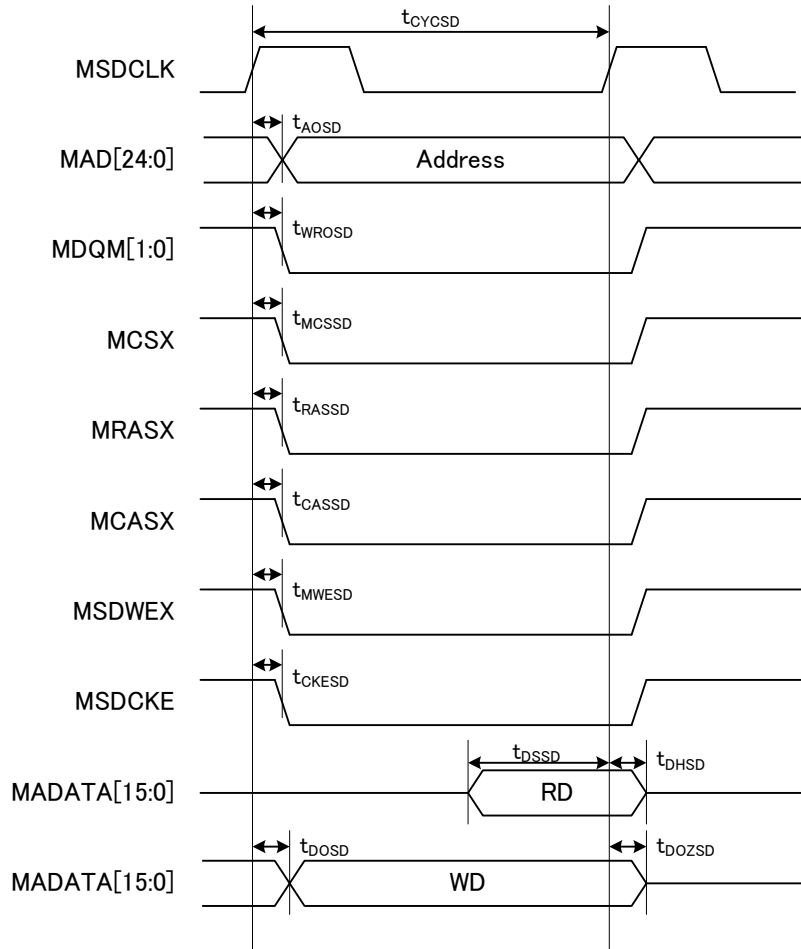 tCYCSD
MSDCLK
tAOSD
MAD[24:0]
Address
tWROSD
MDQM[1:0]
tMCSSD
MCSX
tRASSD
MRASX
tCASSD
MCASX
tMWESD
MSDWEX
tCKESD
MSDCKE
tDSSD
tDHSD
MADATA[15:0]
RD
tDOSD
tDOZSD
MADATA[15:0]
WD